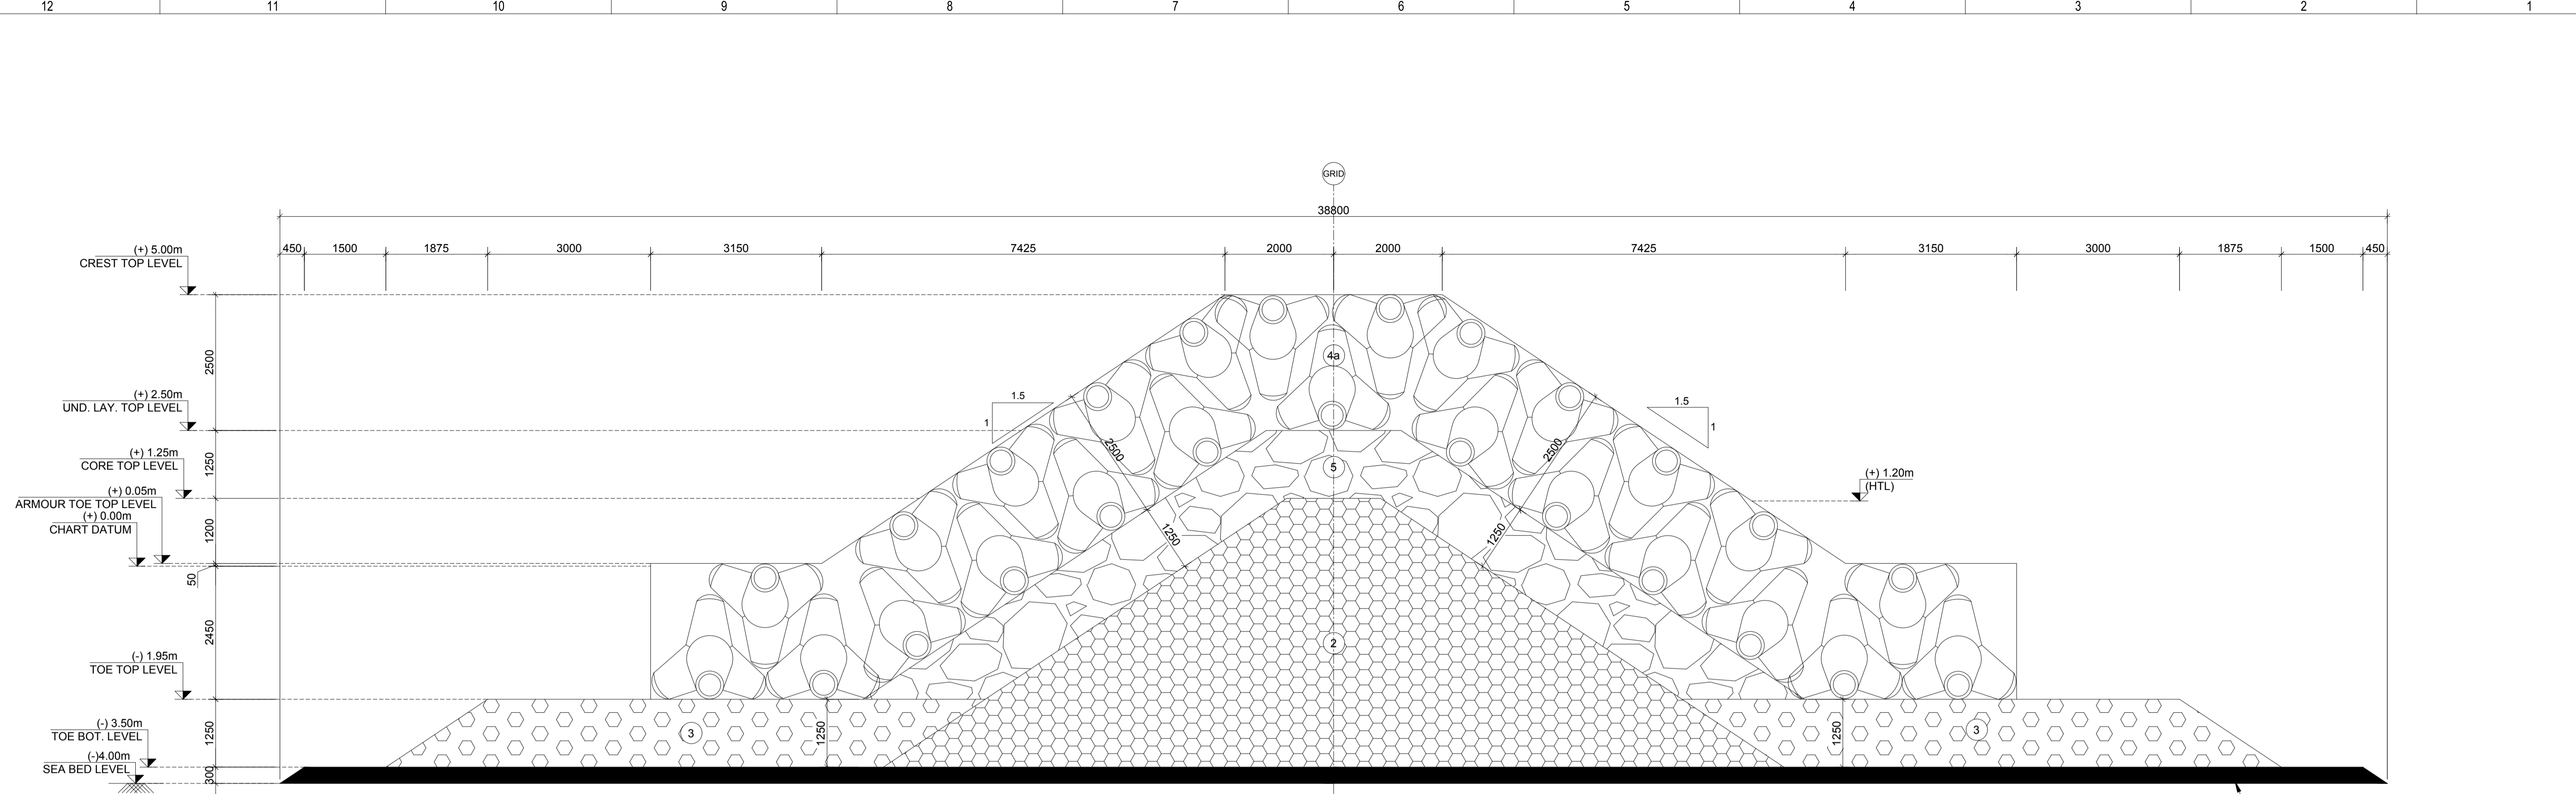 12 11 10 9 8 7 6 5 4 3 2 1
GRID
38800
450 1500 1875 3000 3150 7425 2000 2000 7425 3150 3000 1875 1500 450
(+) 5.00m
CREST TOP LEVEL
2500
4a
(+) 2.50m
UND. LAY. TOP LEVEL
1.5
1
1.5
1
2500
2500
(+) 1.25m
CORE TOP LEVEL
1250
5
(+) 1.20m
(HTL)
(+) 0.05m
ARMOUR TOE TOP LEVEL
(+) 0.00m
CHART DATUM
1200
1250
1250
50
2450
2
(-) 1.95m
TOE TOP LEVEL
(-) 3.50m
TOE BOT. LEVEL
1250
3
1250
1250
3
(-)4.00m
SEA BED LEVEL
300